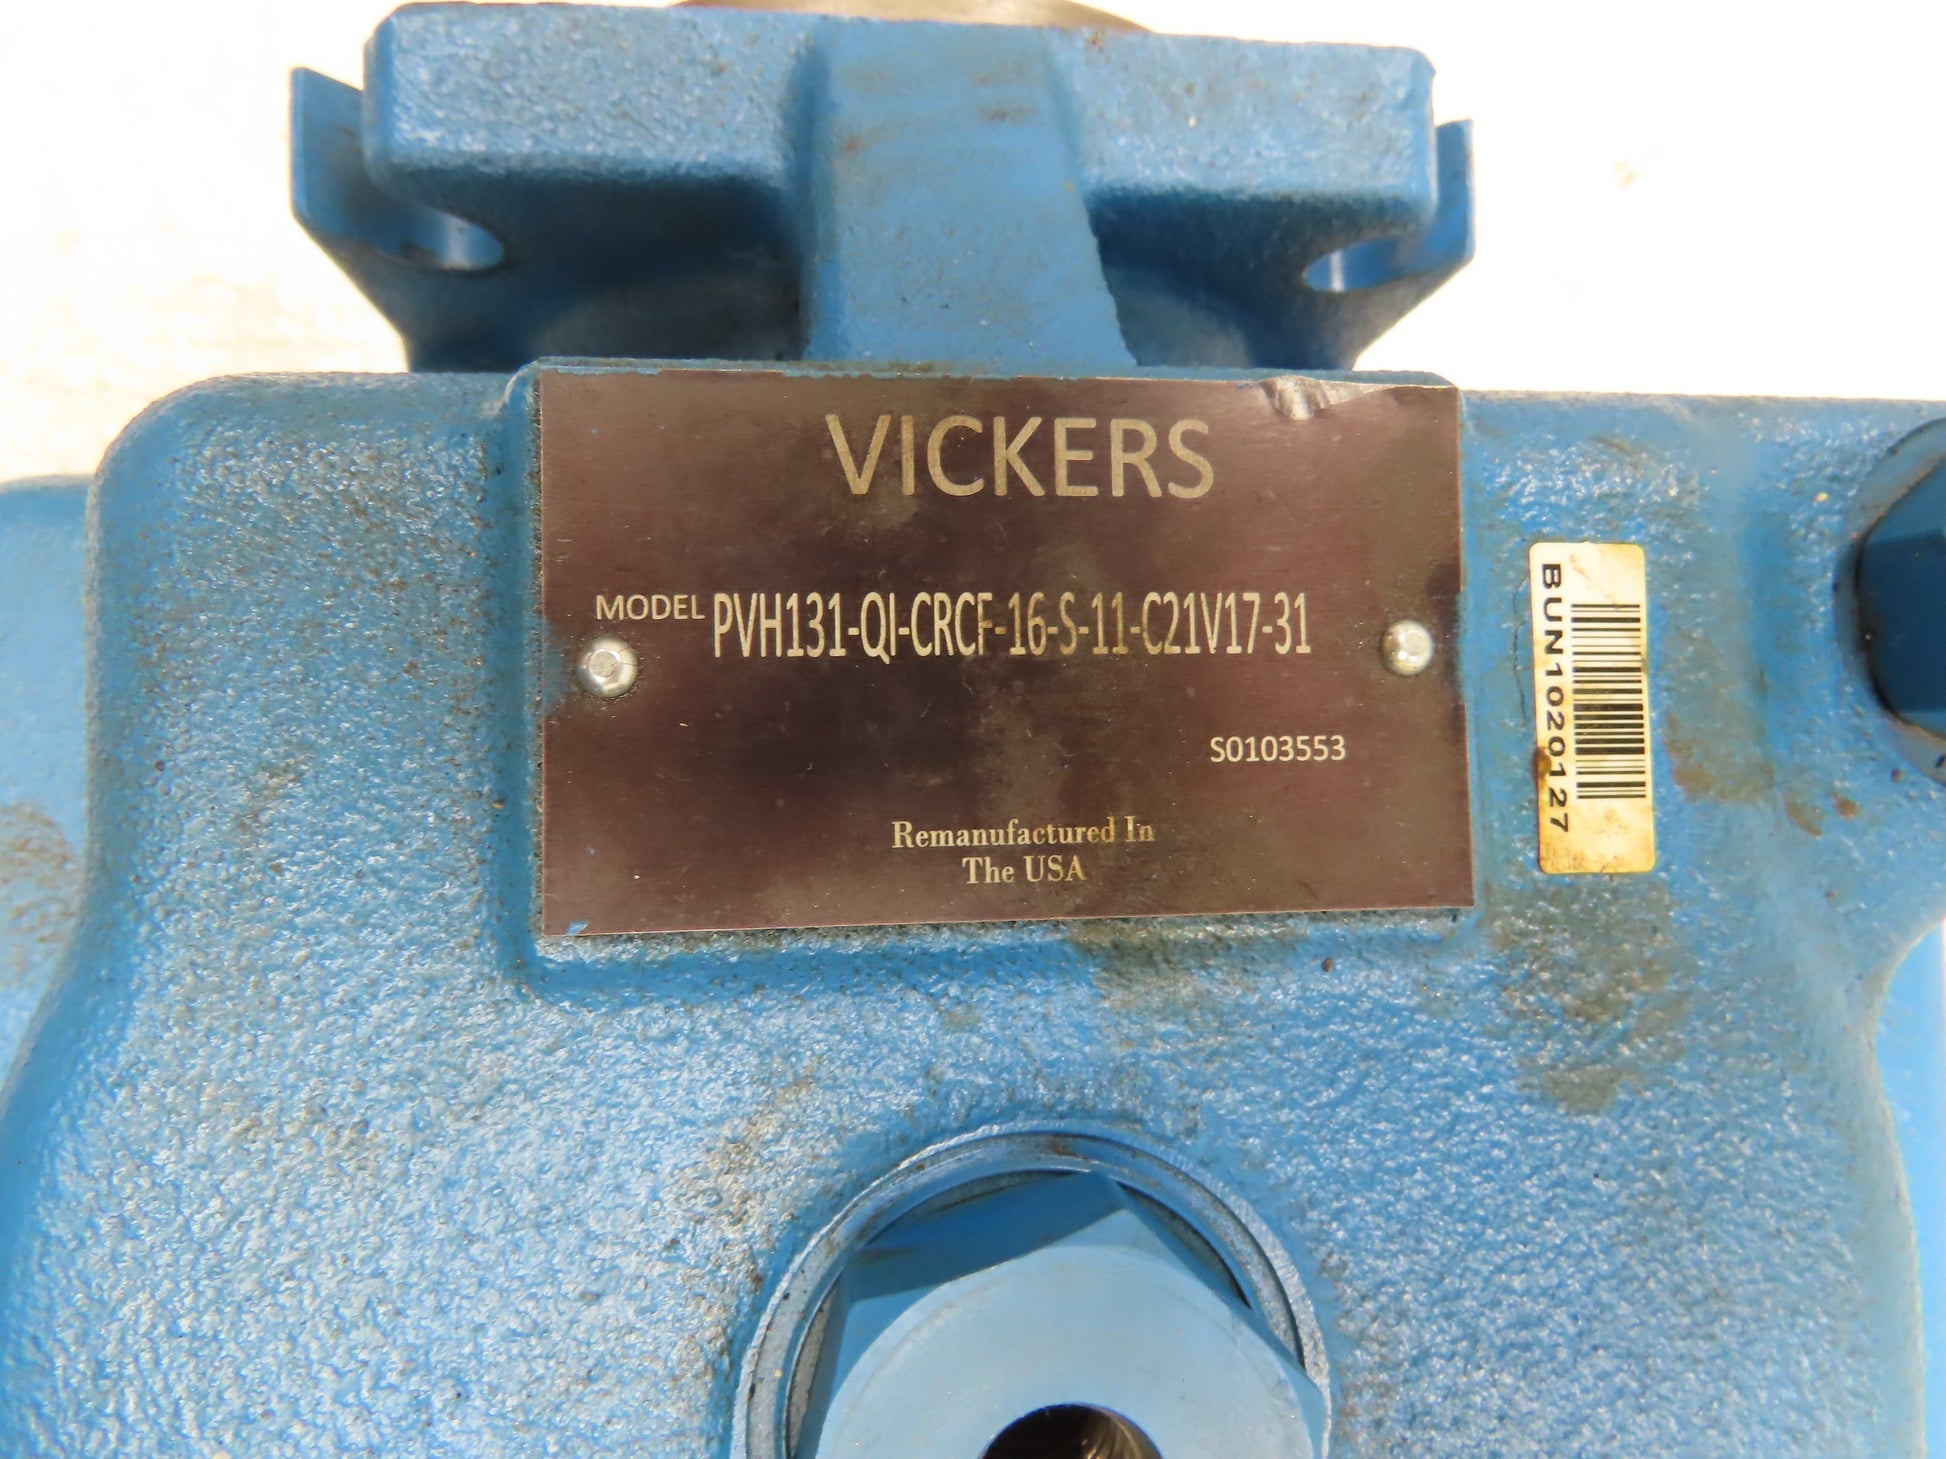 VICKERS
MODEL PVH131-QI-CRCF-16-S-11-C21V17-31
S0103553
Remanufactured In
The USA
BUN1020127